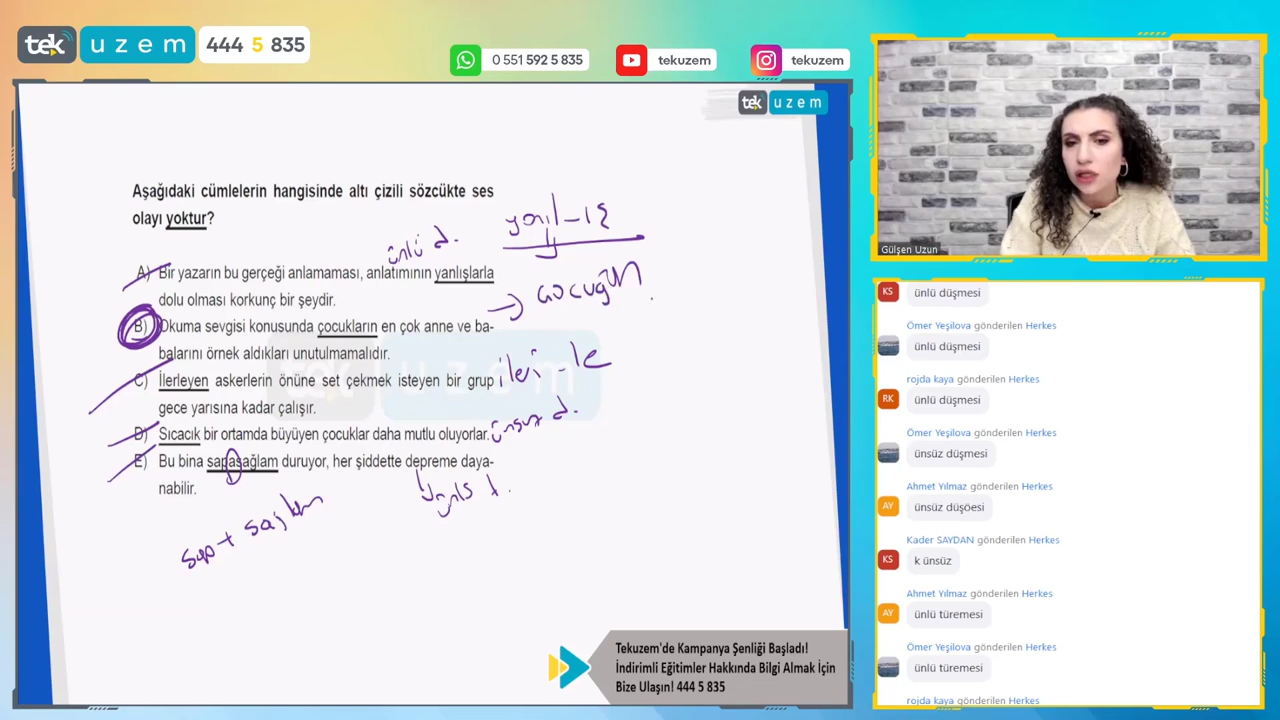 tek uzem 444 5 835
0 551 592 5 835
tekuzem
tekuzem
tek uzem
Aşağıdaki cümlelerin hangisinde altı çizili sözcükte ses
olayı yoktur?
yanıl-ış
ünlü d.
A) Bir yazarın bu gerçeği anlamaması, anlatımının yanlışlarla
dolu olması korkunç bir şeydir.
B) Okuma sevgisi konusunda çocukların en çok anne ve ba-
balarını örnek aldıkları unutulmamalıdır.
C) İlerleyen askerlerin önüne set çekmek isteyen bir grup
gece yarısına kadar çalışır.
ileri-le
D) Sıcacık bir ortamda büyüyen çocuklar daha mutlu oluyorlar.
ünsüz d.
E) Bu bina sapasağlam duruyor, her şiddette depreme daya-
nabilir.
sap + sağlam
tek uzem
Tekuzem'de Kampanya Şenliği Başladı!
İndirimli Eğitimler Hakkında Bilgi Almak İçin
Bize Ulaşın! 444 5 835
Gülşen Uzun
KS
ünlü düşmesi
Ömer Yeşilova gönderilen Herkes
ünlü düşmesi
rojda kaya gönderilen Herkes
RK
ünlü düşmesi
Ömer Yeşilova gönderilen Herkes
ünsüz düşmesi
Ahmet Yılmaz gönderilen Herkes
AY
ünsüz düşöesi
Kader SAYDAN gönderilen Herkes
KS
k ünsüz
Ahmet Yılmaz gönderilen Herkes
AY
ünlü türemesi
Ömer Yeşilova gönderilen Herkes
ünlü türemesi
rojda kaya gönderilen Herkes